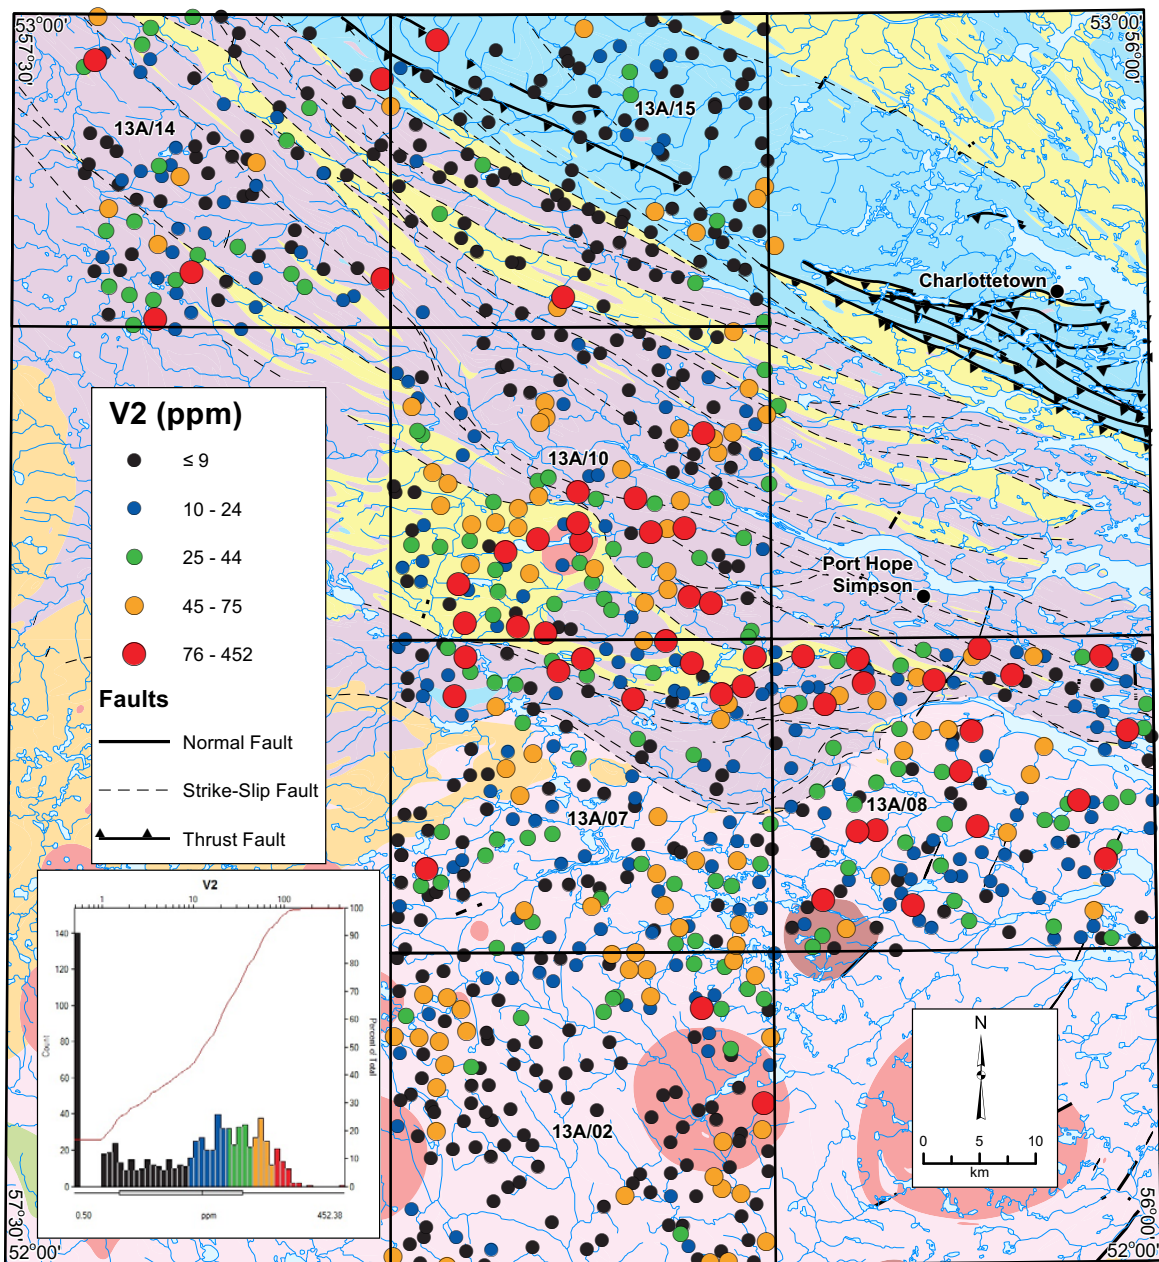 53°00'
57°30'
53°00'
56°00'
13A/14
13A/15
Charlottetown
13A/10
Port Hope
Simpson
13A/07
13A/08
13A/02
V2 (ppm)
≤ 9
10 - 24
25 - 44
45 - 75
76 - 452
Faults
Normal Fault
Strike-Slip Fault
Thrust Fault
V2
1 10 100
140
120
100
80
60
40
20
0
Count
100
90
80
70
60
50
40
30
20
10
0
Percent of Total
0.50 ppm 452.38
N
0 5 10
km
57°30'
52°00'
56°00'
52°00'